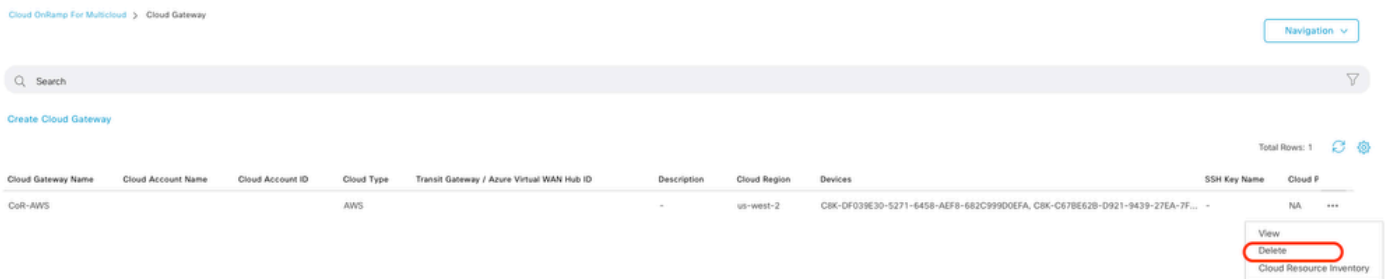 Cloud OnRamp For Multicloud > Cloud Gateway
Navigation
Search
Create Cloud Gateway
Total Rows: 1
Cloud Gateway Name Cloud Account Name Cloud Account ID Cloud Type Transit Gateway / Azure Virtual WAN Hub ID Description Cloud Region Devices SSH Key Name Cloud P
CoR-AWS AWS - us-west-2 C8K-DF039E30-5271-6458-AEF8-682C999D0EFA, C8K-C67BE62B-D921-9439-27EA-7F... - NA ...
View
Delete
Cloud Resource Inventory